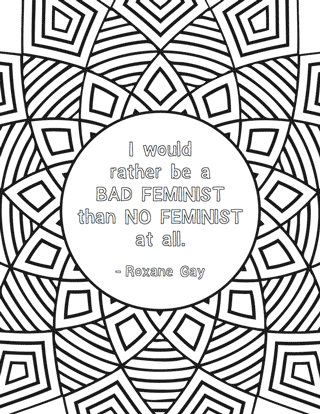 I would
rather be a
BAD FEMINIST
than NO FEMINIST
at all.
- Roxane Gay